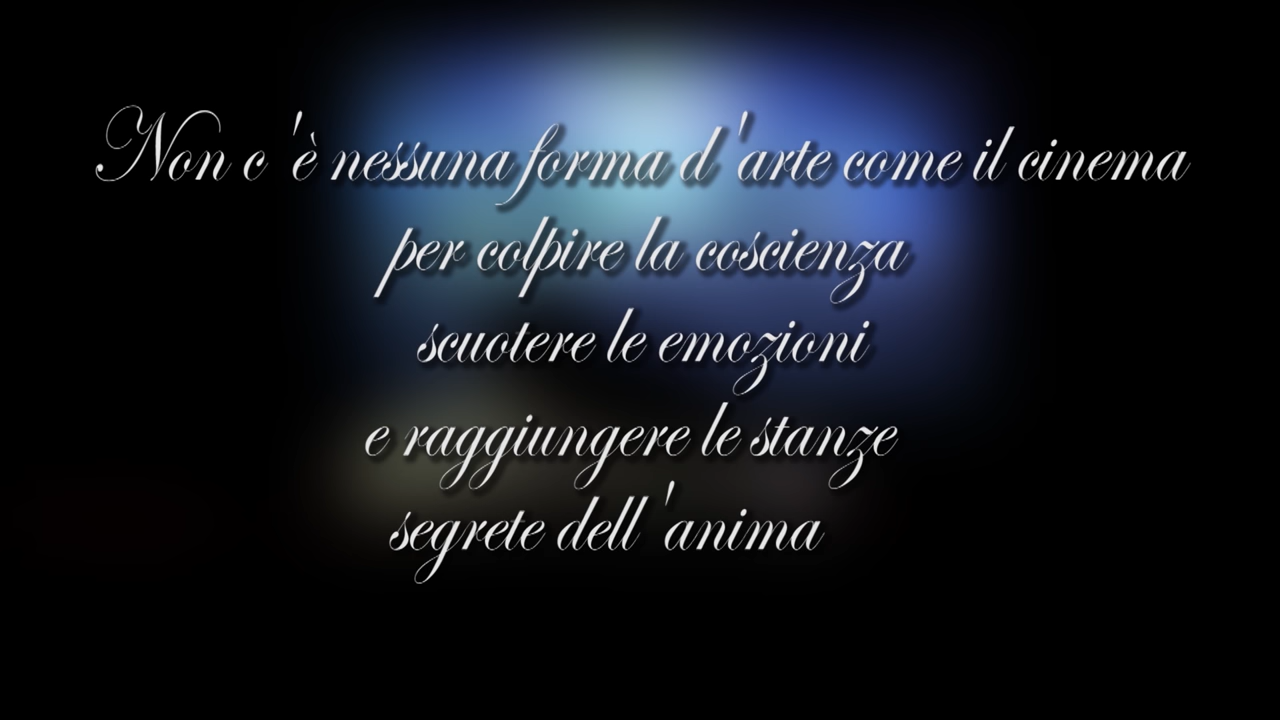 Non c'è nessuna forma d'arte come il cinema
per colpire la coscienza
scuotere le emozioni
e raggiungere le stanze
segrete dell'anima